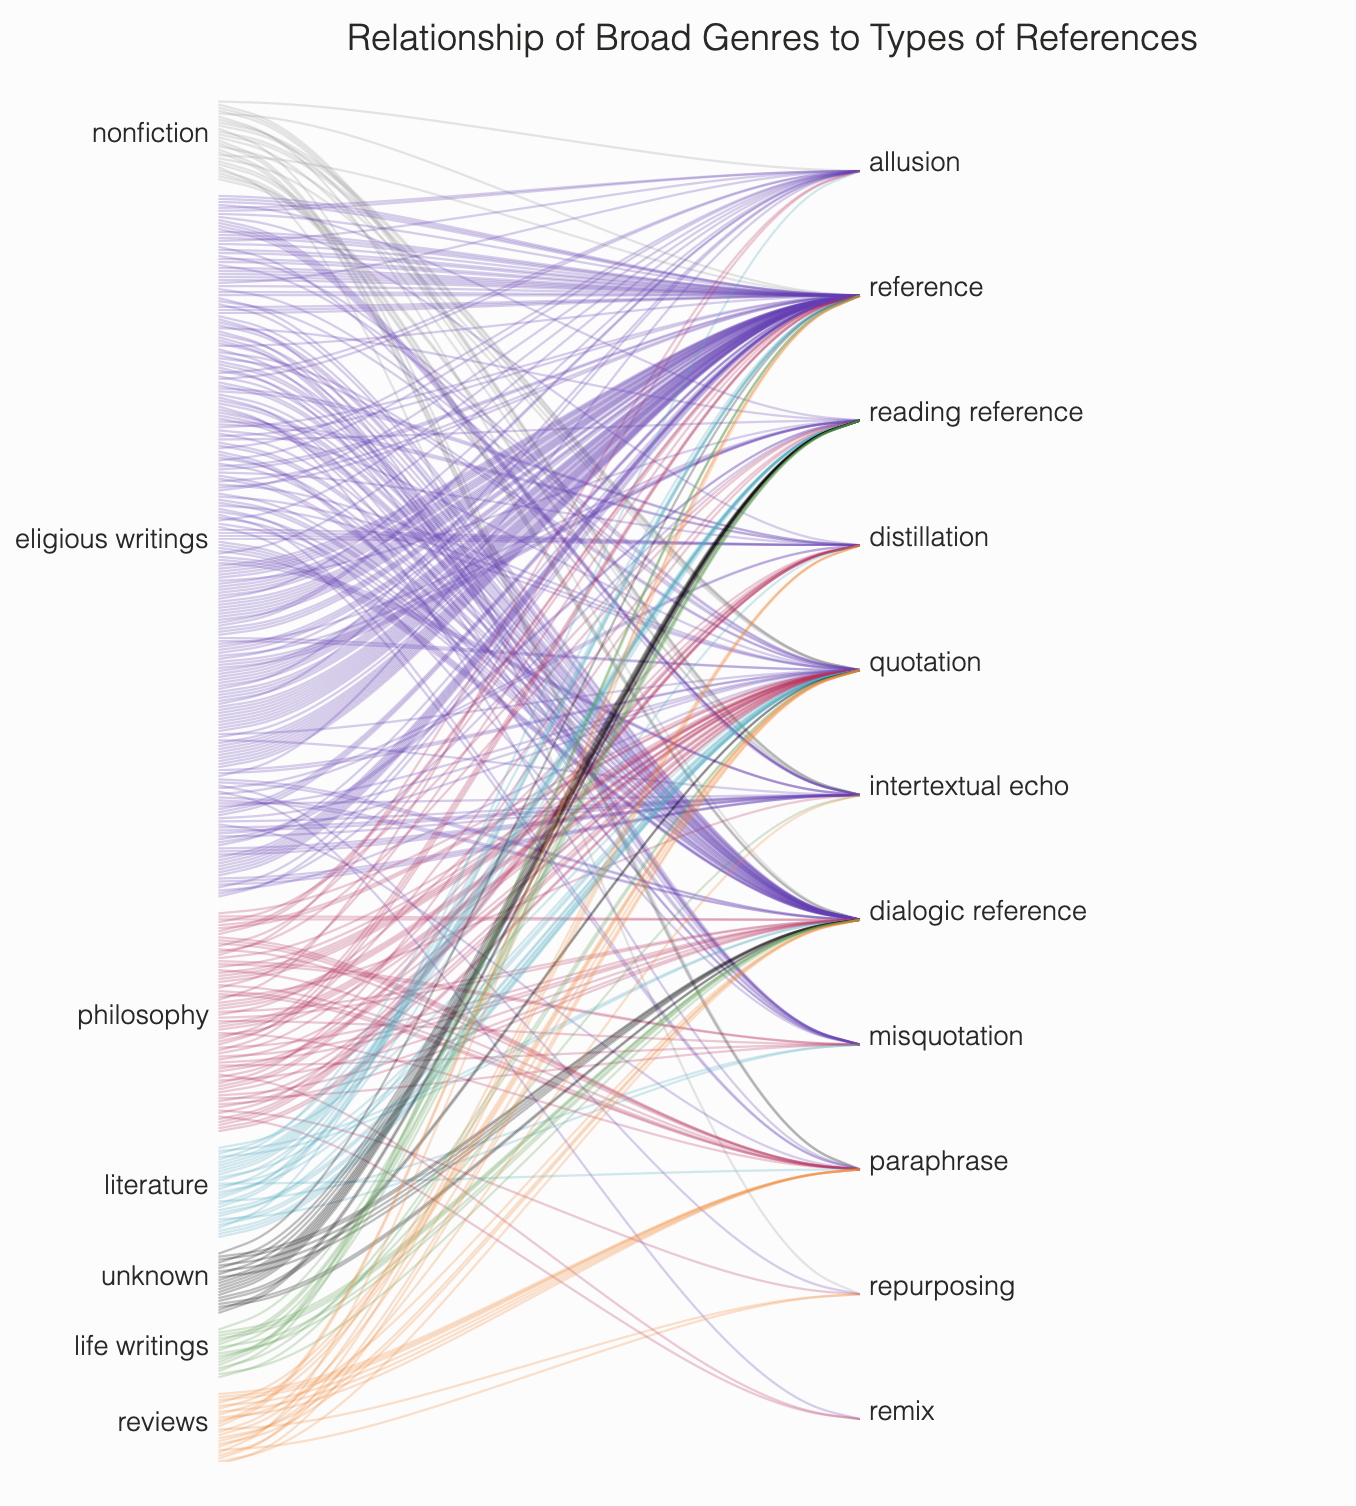 Relationship of Broad Genres to Types of References
nonfiction
eligious writings
philosophy
literature
unknown
life writings
reviews
allusion
reference
reading reference
distillation
quotation
intertextual echo
dialogic reference
misquotation
paraphrase
repurposing
remix